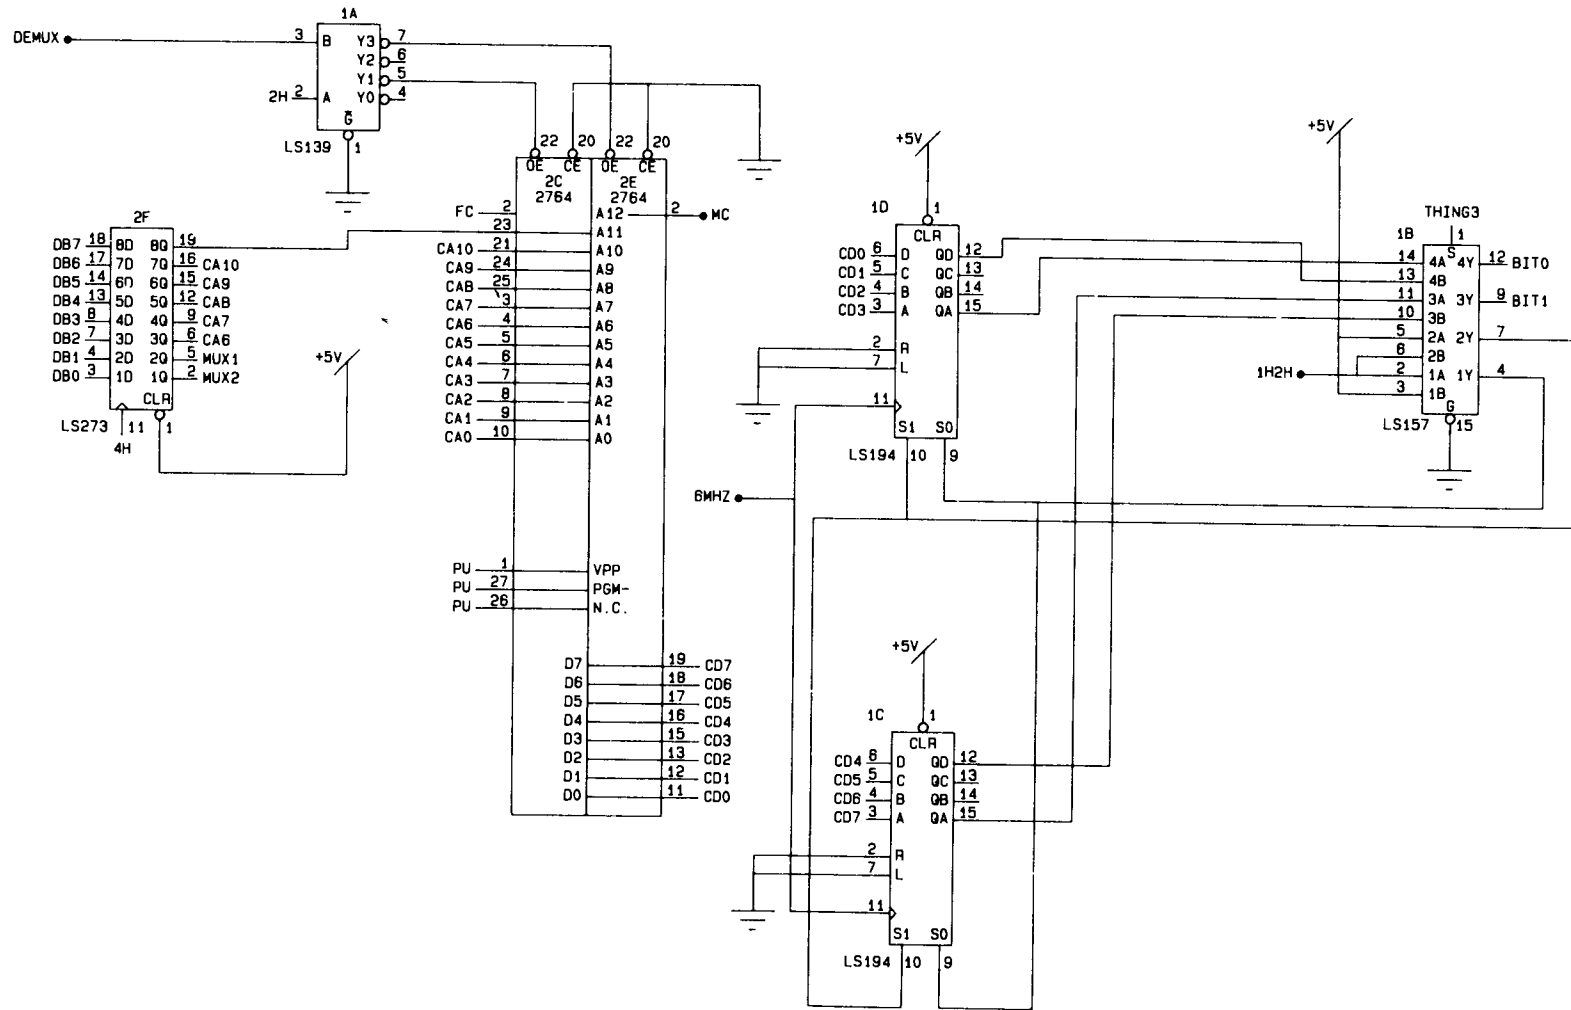 1A
DEMUX 3 B Y3 7
Y2 6
Y1 5
2H 2 A Y0 4
G
LS139 1
22 20 22 20
OE CE OE CE
2C 2E
2764 2764
FC 2 A12 2 MC
23 A11
CA10 21 A10
CA9 24 A9
CA8 25 A8
CA7 3 A7
CA6 4 A6
CA5 5 A5
CA4 6 A4
CA3 7 A3
CA2 8 A2
CA1 9 A1
CA0 10 A0
PU 1 VPP
PU 27 PGM-
PU 26 N.C.
D7 19 CD7
D6 18 CD6
D5 17 CD5
D4 16 CD4
D3 15 CD3
D2 13 CD2
D1 12 CD1
D0 11 CD0
2F
DB7 18 8D 8Q 19
DB6 17 7D 7Q 16 CA10
DB5 14 6D 6Q 15 CA9
DB4 13 5D 5Q 12 CA8
DB3 8 4D 4Q 9 CA7
DB2 7 3D 3Q 6 CA6
DB1 4 2D 2Q 5 MUX1
DB0 3 1D 1Q 2 MUX2
CLR
LS273 11 1
4H
+5V
+5V
1D 1
CLR
CD0 6 D QD 12
CD1 5 C QC 13
CD2 4 B QB 14
CD3 3 A QA 15
2 R
7 L
11
S1 S0
LS194 10 9
6MHZ
+5V
1C 1
CLR
CD4 6 D QD 12
CD5 5 C QC 13
CD6 4 B QB 14
CD7 3 A QA 15
2 R
7 L
11
S1 S0
LS194 10 9
+5V
THING3
1B 1
S
14 4A 4Y 12 BIT0
13 4B
11 3A 3Y 9 BIT1
10 3B
5 2A 2Y 7
6 2B
1H2H 2 1A 1Y 4
3 1B
G
LS157 15